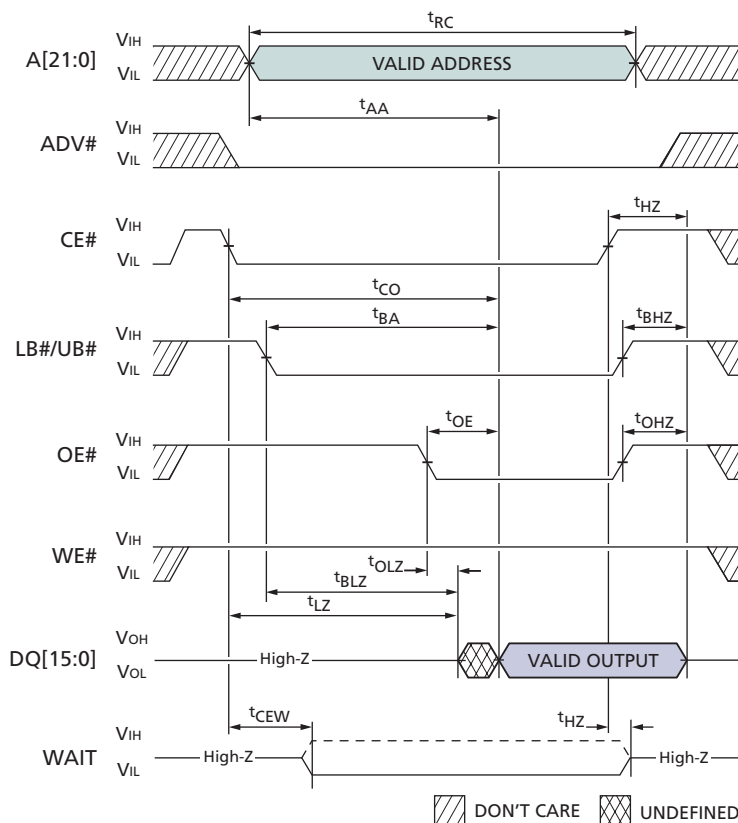 tRC
A[21:0] VIH VIL VALID ADDRESS
tAA
ADV# VIH VIL
tHZ
CE# VIH VIL
tCO
tBA
tBHZ
LB#/UB# VIH VIL
tOE
tOHZ
OE# VIH VIL
WE# VIH VIL
tOLZ
tBLZ
tLZ
DQ[15:0] VOH VOL High-Z VALID OUTPUT
tCEW
tHZ
WAIT VIH VIL High-Z High-Z
DON'T CARE UNDEFINED